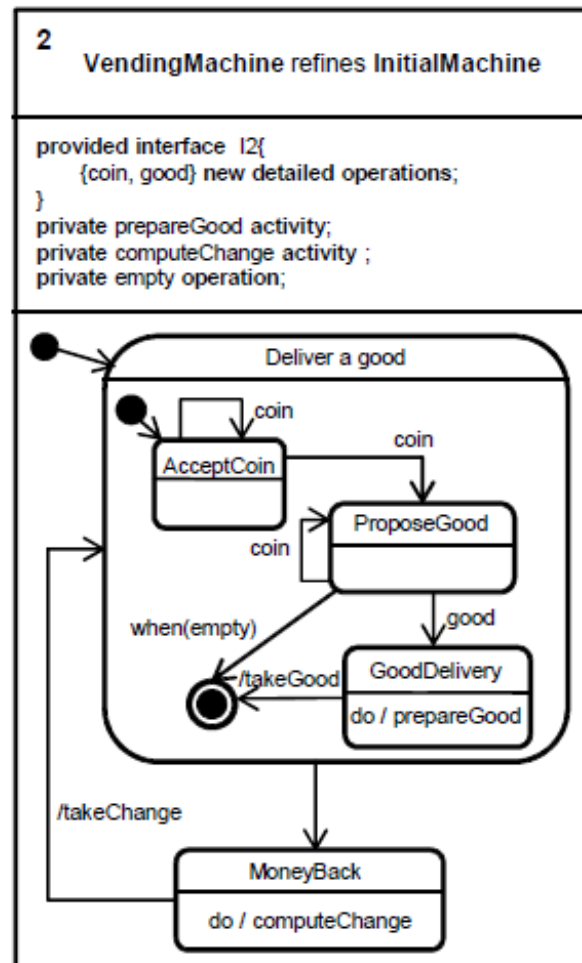 2
VendingMachine refines InitialMachine
provided interface I2{
{coin, good} new detailed operations;
}
private prepareGood activity;
private computeChange activity ;
private empty operation;
Deliver a good
coin
coin
AcceptCoin
ProposeGood
coin
when(empty)
good
/takeGood
GoodDelivery
do / prepareGood
/takeChange
MoneyBack
do / computeChange